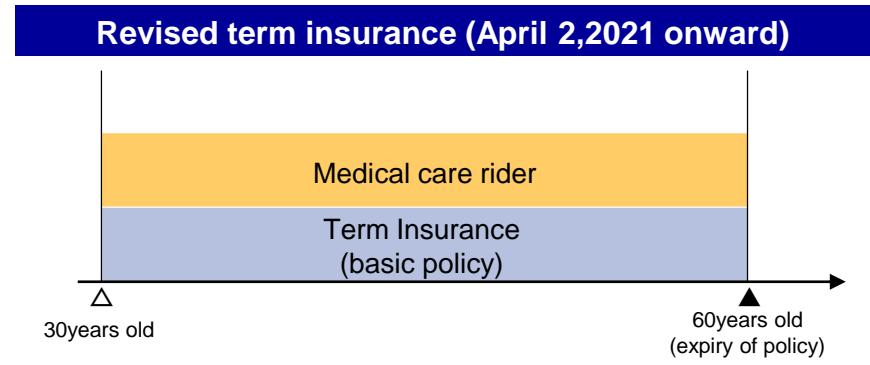 Revised term insurance (April 2,2021 onward)
Medical care rider
Term Insurance
(basic policy)
30years old
60years old
(expiry of policy)